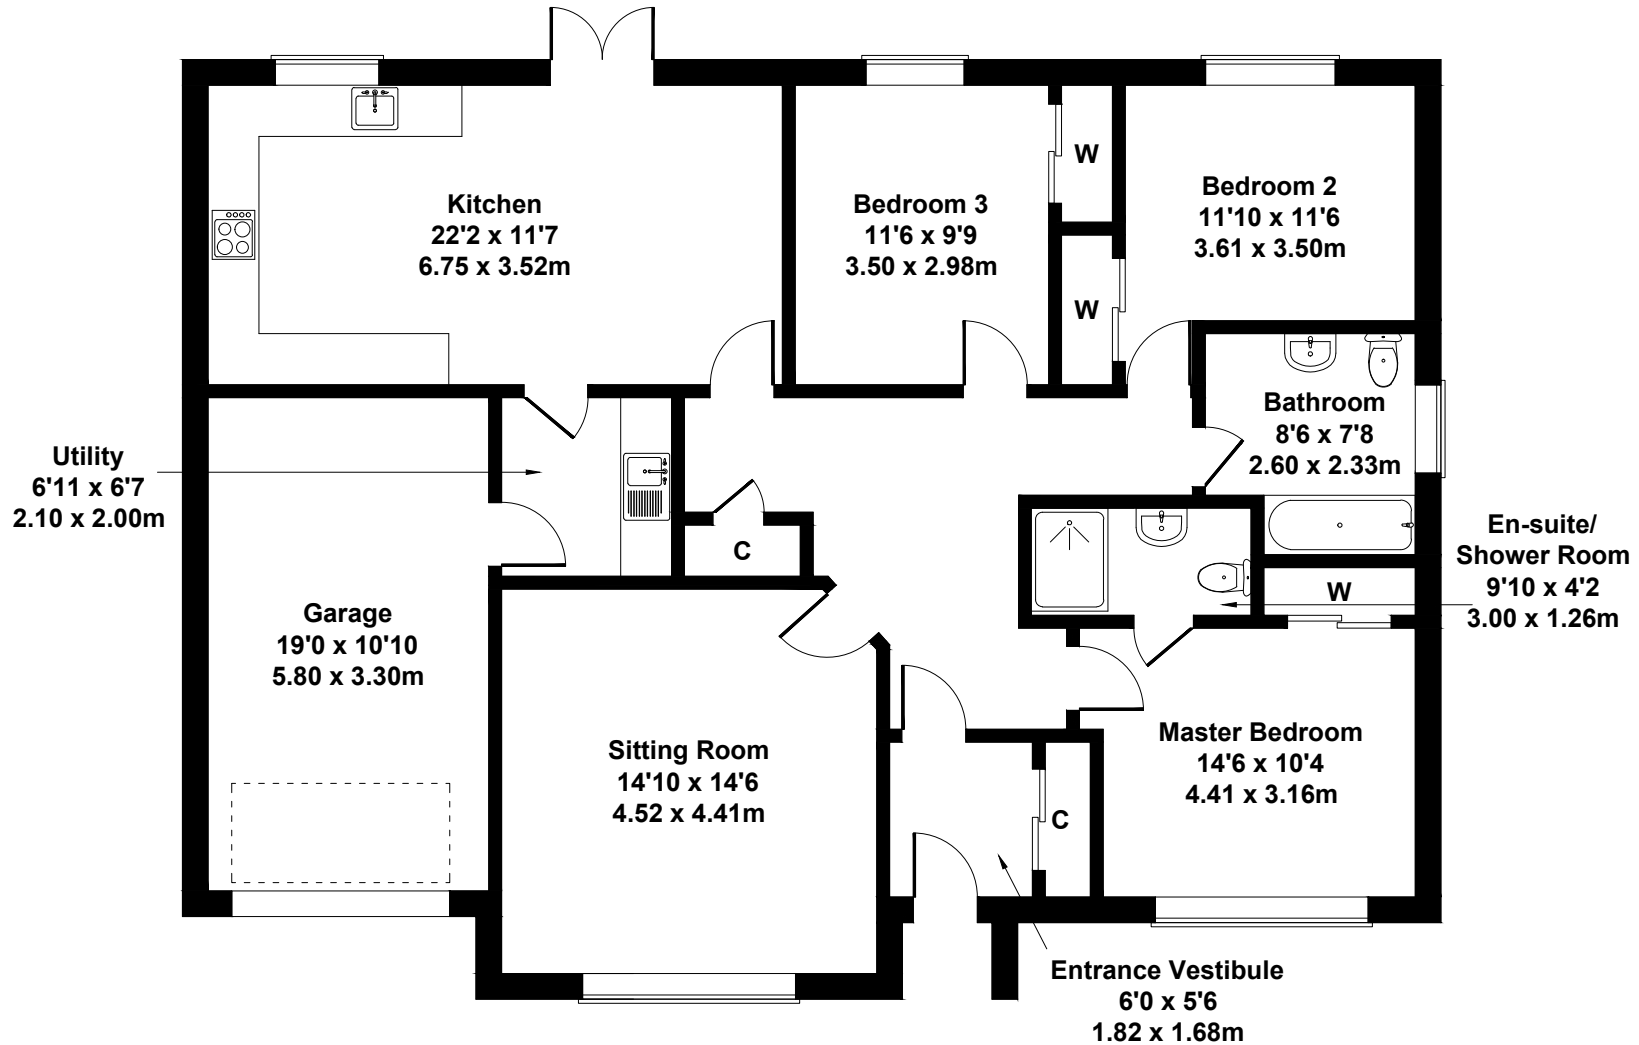 Kitchen
22'2 x 11'7
6.75 x 3.52m
Bedroom 3
11'6 x 9'9
3.50 x 2.98m
W
W
Bedroom 2
11'10 x 11'6
3.61 x 3.50m
Utility
6'11 x 6'7
2.10 x 2.00m
Bathroom
8'6 x 7'8
2.60 x 2.33m
C
En-suite/
Shower Room
9'10 x 4'2
3.00 x 1.26m
W
Garage
19'0 x 10'10
5.80 x 3.30m
Sitting Room
14'10 x 14'6
4.52 x 4.41m
Master Bedroom
14'6 x 10'4
4.41 x 3.16m
C
Entrance Vestibule
6'0 x 5'6
1.82 x 1.68m